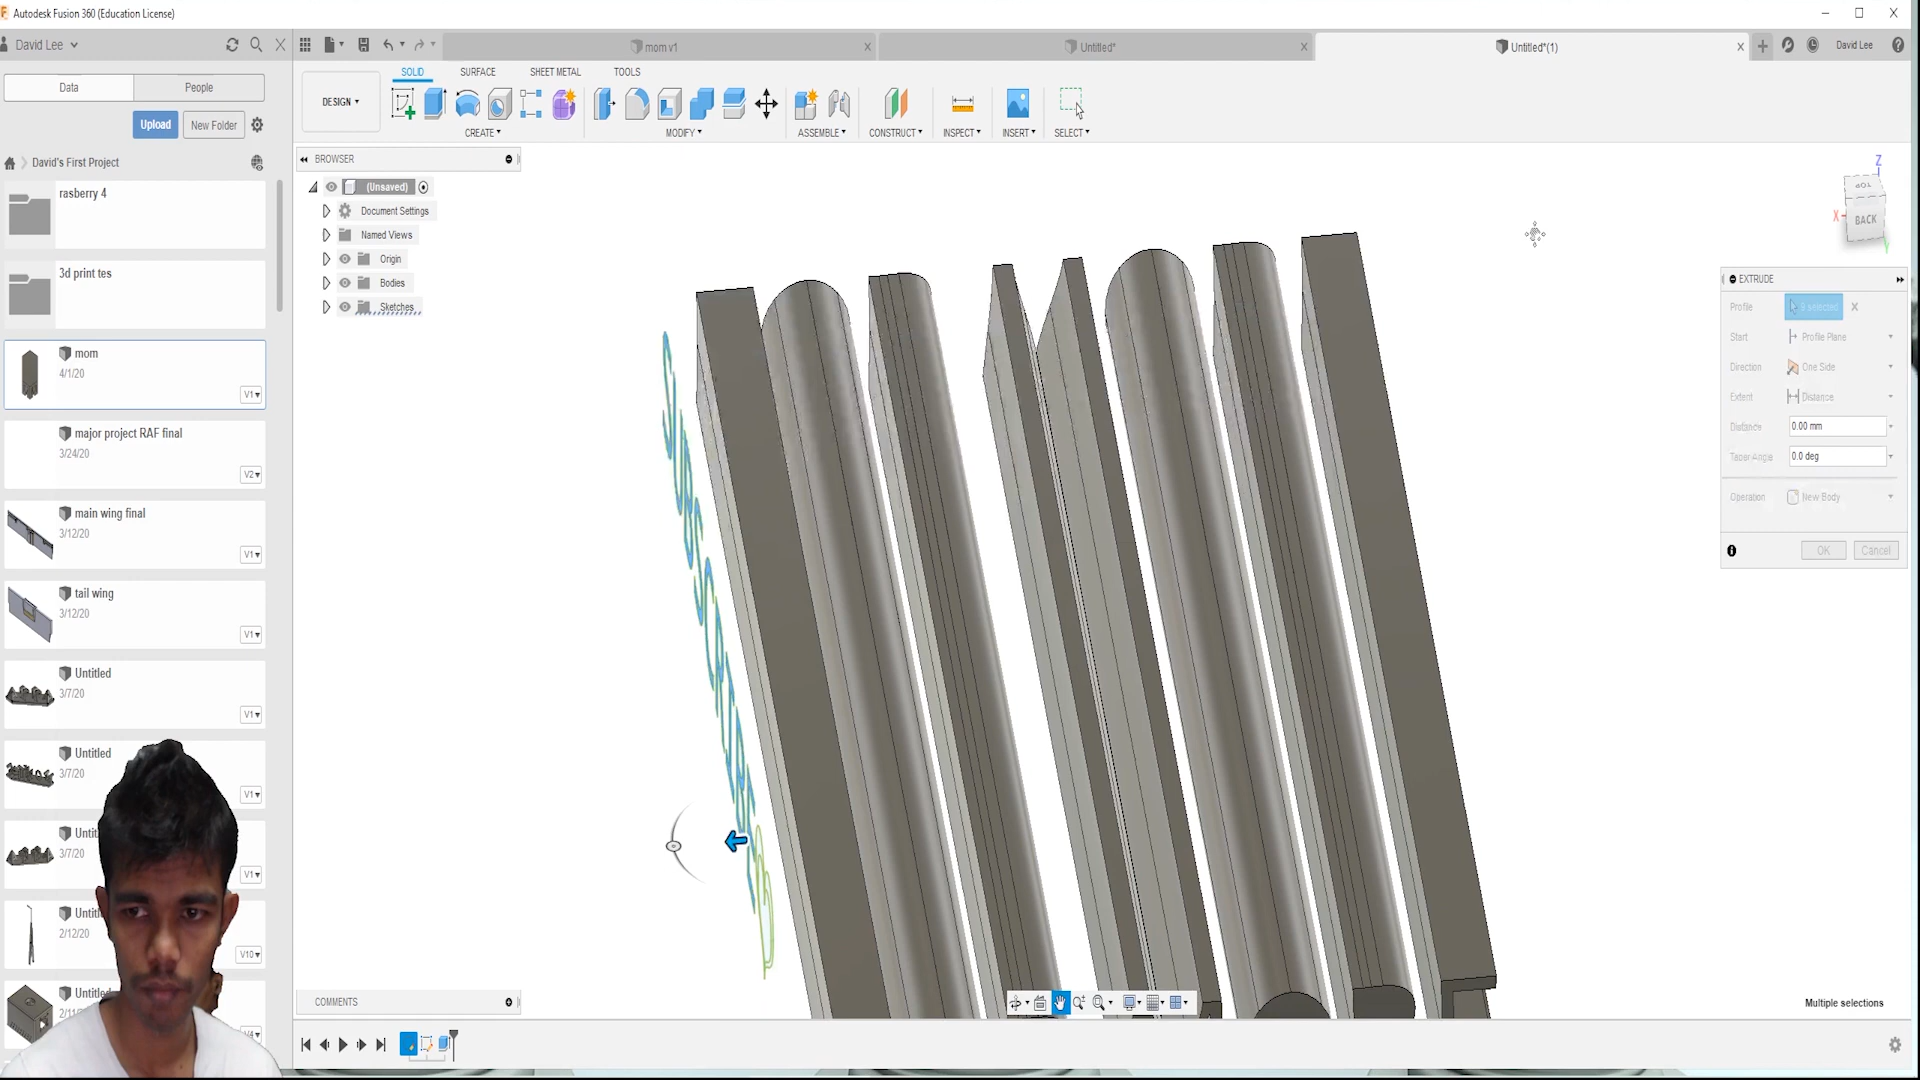 Autodesk Fusion 360 (Education License)
David Lee
mom v1
Untitled*
Untitled*(1)
David Lee
Data
People
Upload
New Folder
David's First Project
rasberry 4
3d print tes
mom
4/1/20
V1
major project RAF final
3/24/20
V2
main wing final
3/12/20
V1
tail wing
3/12/20
V1
Untitled
3/7/20
V1
Untitled
3/7/20
V1
3/7/20
V1
2/12/20
V10
DESIGN
SOLID
SURFACE
SHEET METAL
TOOLS
CREATE
MODIFY
ASSEMBLE
CONSTRUCT
INSPECT
INSERT
SELECT
BROWSER
(Unsaved)
Document Settings
Named Views
Origin
Bodies
Sketches
Z
TOP
X
BACK
Y
EXTRUDE
Profile
9 selected
Start
Profile Plane
Direction
One Side
Extent
Distance
Distance
0.00 mm
Taper Angle
0.0 deg
Operation
New Body
OK
Cancel
COMMENTS
Multiple selections